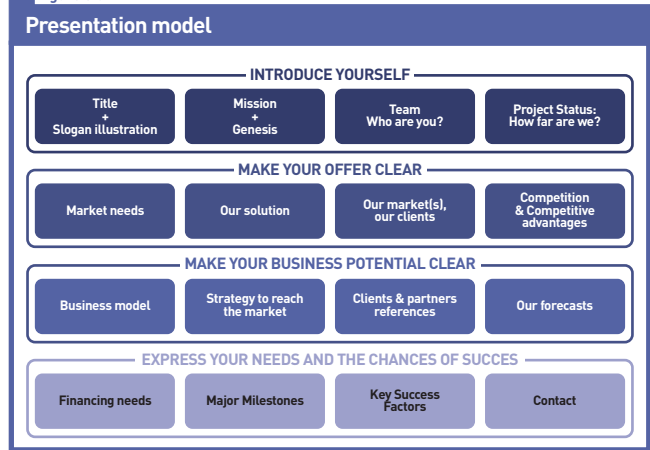 Presentation model
INTRODUCE YOURSELF
Title
+
Slogan illustration
Mission
+
Genesis
Team
Who are you?
Project Status:
How far are we?
MAKE YOUR OFFER CLEAR
Market needs
Our solution
Our market(s),
our clients
Competition
& Competitive
advantages
MAKE YOUR BUSINESS POTENTIAL CLEAR
Business model
Strategy to reach
the market
Clients & partners
references
Our forecasts
EXPRESS YOUR NEEDS AND THE CHANCES OF SUCCES
Financing needs
Major Milestones
Key Success
Factors
Contact